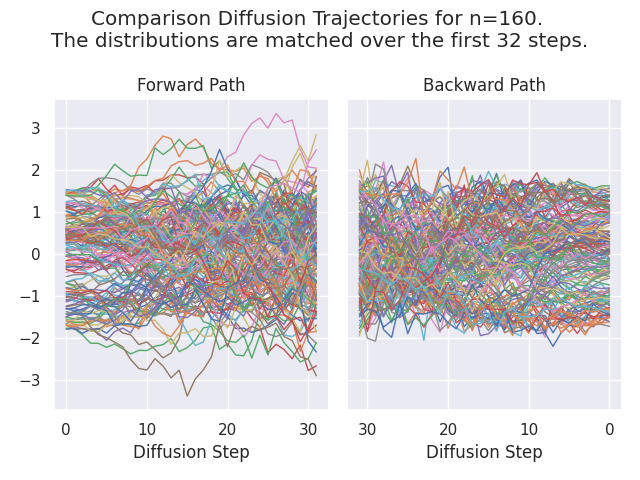 Comparison Diffusion Trajectories for n=160.
The distributions are matched over the first 32 steps.
Forward Path
Backward Path
3
2
1
0
−1
−2
−3
0 10 20 30
30 20 10 0
Diffusion Step
Diffusion Step